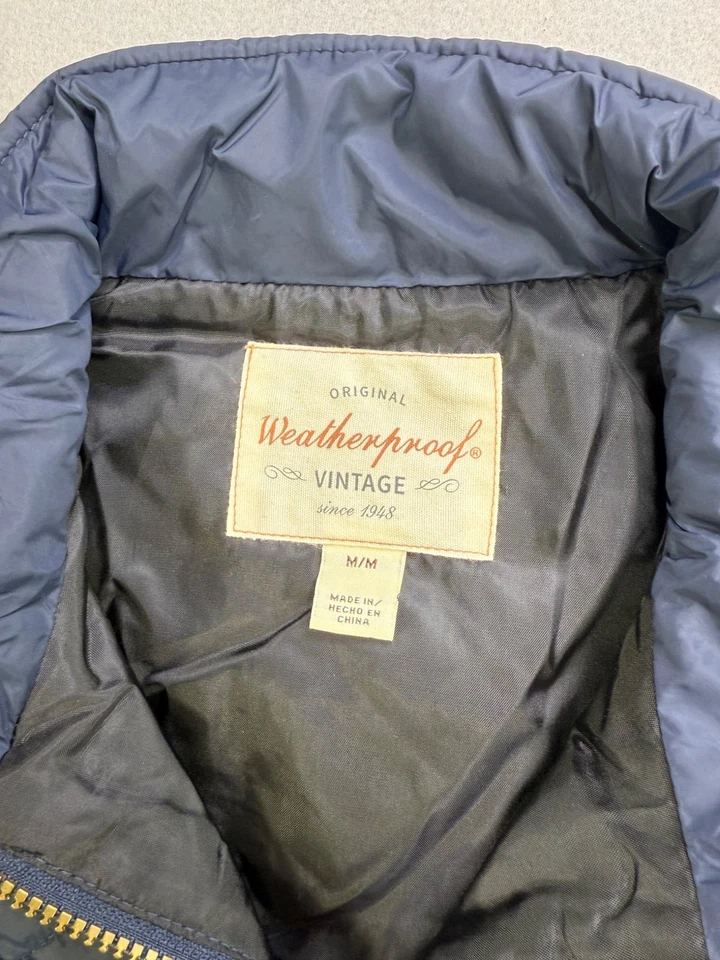 ORIGINAL
Weatherproof®
VINTAGE
since 1948
M/M
MADE IN/
HECHO EN
CHINA